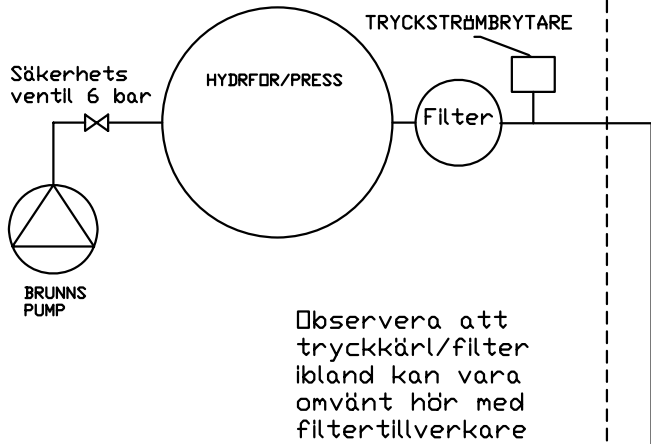 TRYCKSTRÖMBRYTARE
Säkerhets
ventil 6 bar
HYDRFOR/PRESS
Filter
BRUNNS
PUMP
Observera att
tryckkärl/filter
ibland kan vara
omvänt hör med
filtertillverkare